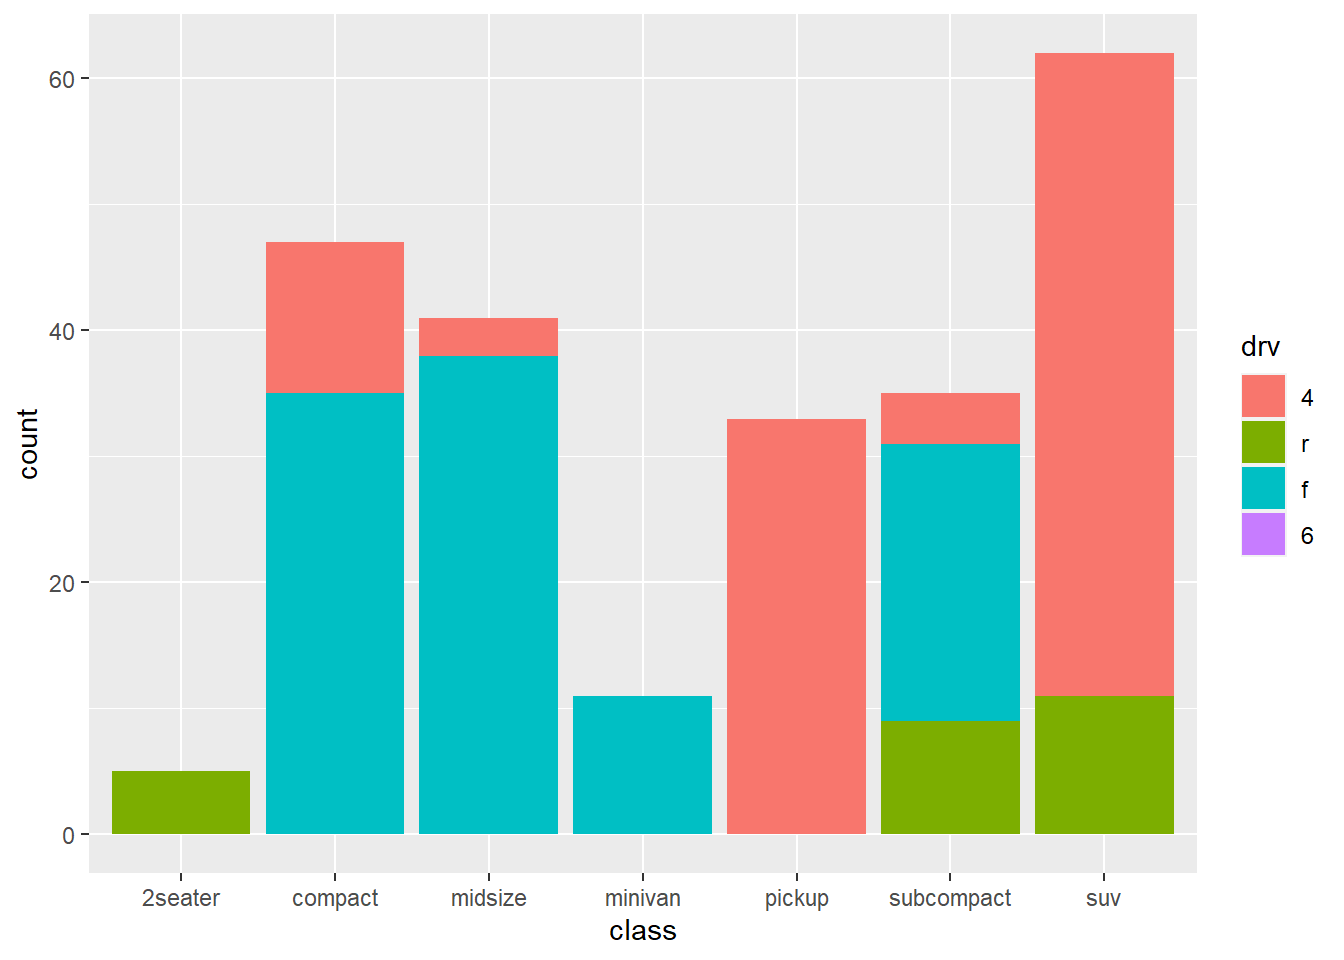 60
40
20
0
count
2seater compact midsize minivan pickup subcompact suv
class
drv
4
r
f
6